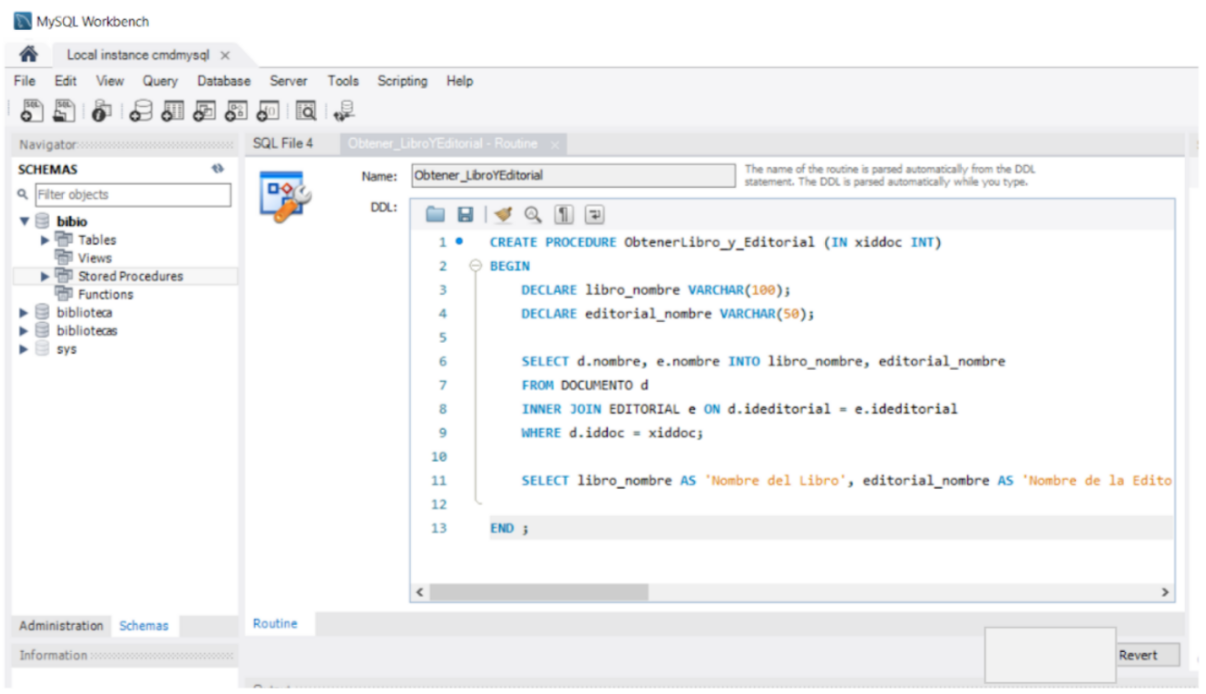 MySQL Workbench
Local instance cmdmysql ×
File Edit View Query Database Server Tools Scripting Help
Navigator
SCHEMAS
Filter objects
bibio
Tables
Views
Stored Procedures
Functions
biblioteca
bibliotecas
sys
Administration Schemas
Information
SQL File 4 Obtener_LibroYEditorial - Routine ×
Name: Obtener_LibroYEditorial
The name of the routine is parsed automatically from the DDL
statement. The DDL is parsed automatically while you type.
DDL:
1 CREATE PROCEDURE ObtenerLibro_y_Editorial (IN xiddoc INT)
2 BEGIN
3 DECLARE libro_nombre VARCHAR(100);
4 DECLARE editorial_nombre VARCHAR(50);
5
6 SELECT d.nombre, e.nombre INTO libro_nombre, editorial_nombre
7 FROM DOCUMENTO d
8 INNER JOIN EDITORIAL e ON d.ideditorial = e.ideditorial
9 WHERE d.iddoc = xiddoc;
10
11 SELECT libro_nombre AS 'Nombre del Libro', editorial_nombre AS 'Nombre de la Edito
12
13 END ;
Routine
Revert